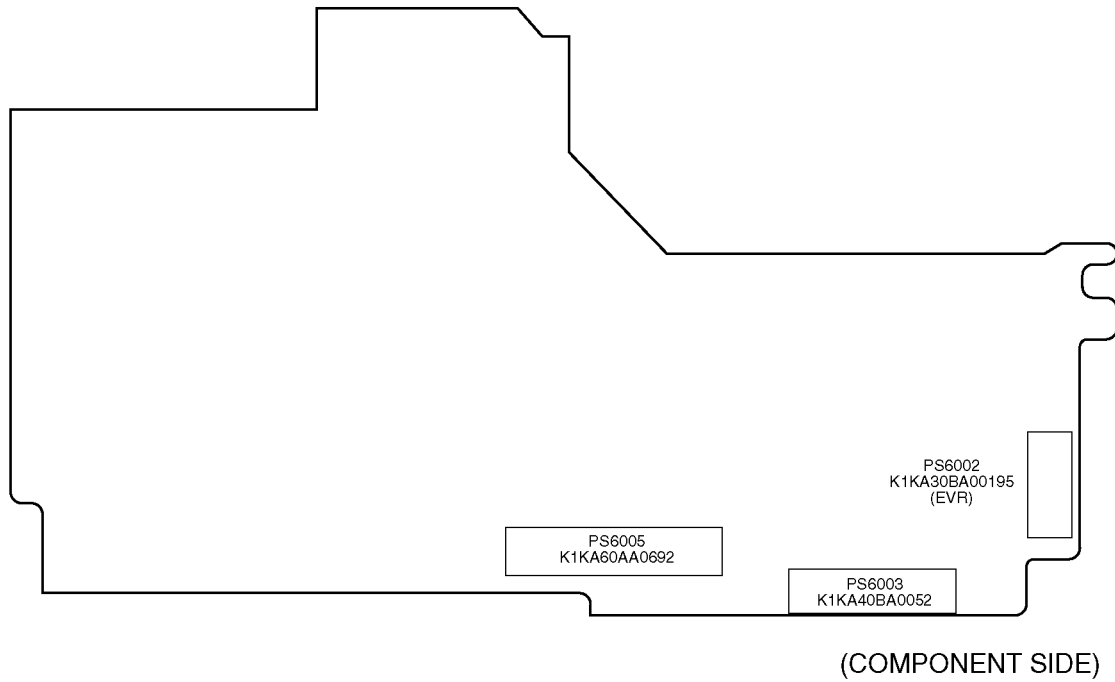 PS6002
K1KA30BA00195
(EVR)
PS6005
K1KA60AA0692
PS6003
K1KA40BA0052
(COMPONENT SIDE)